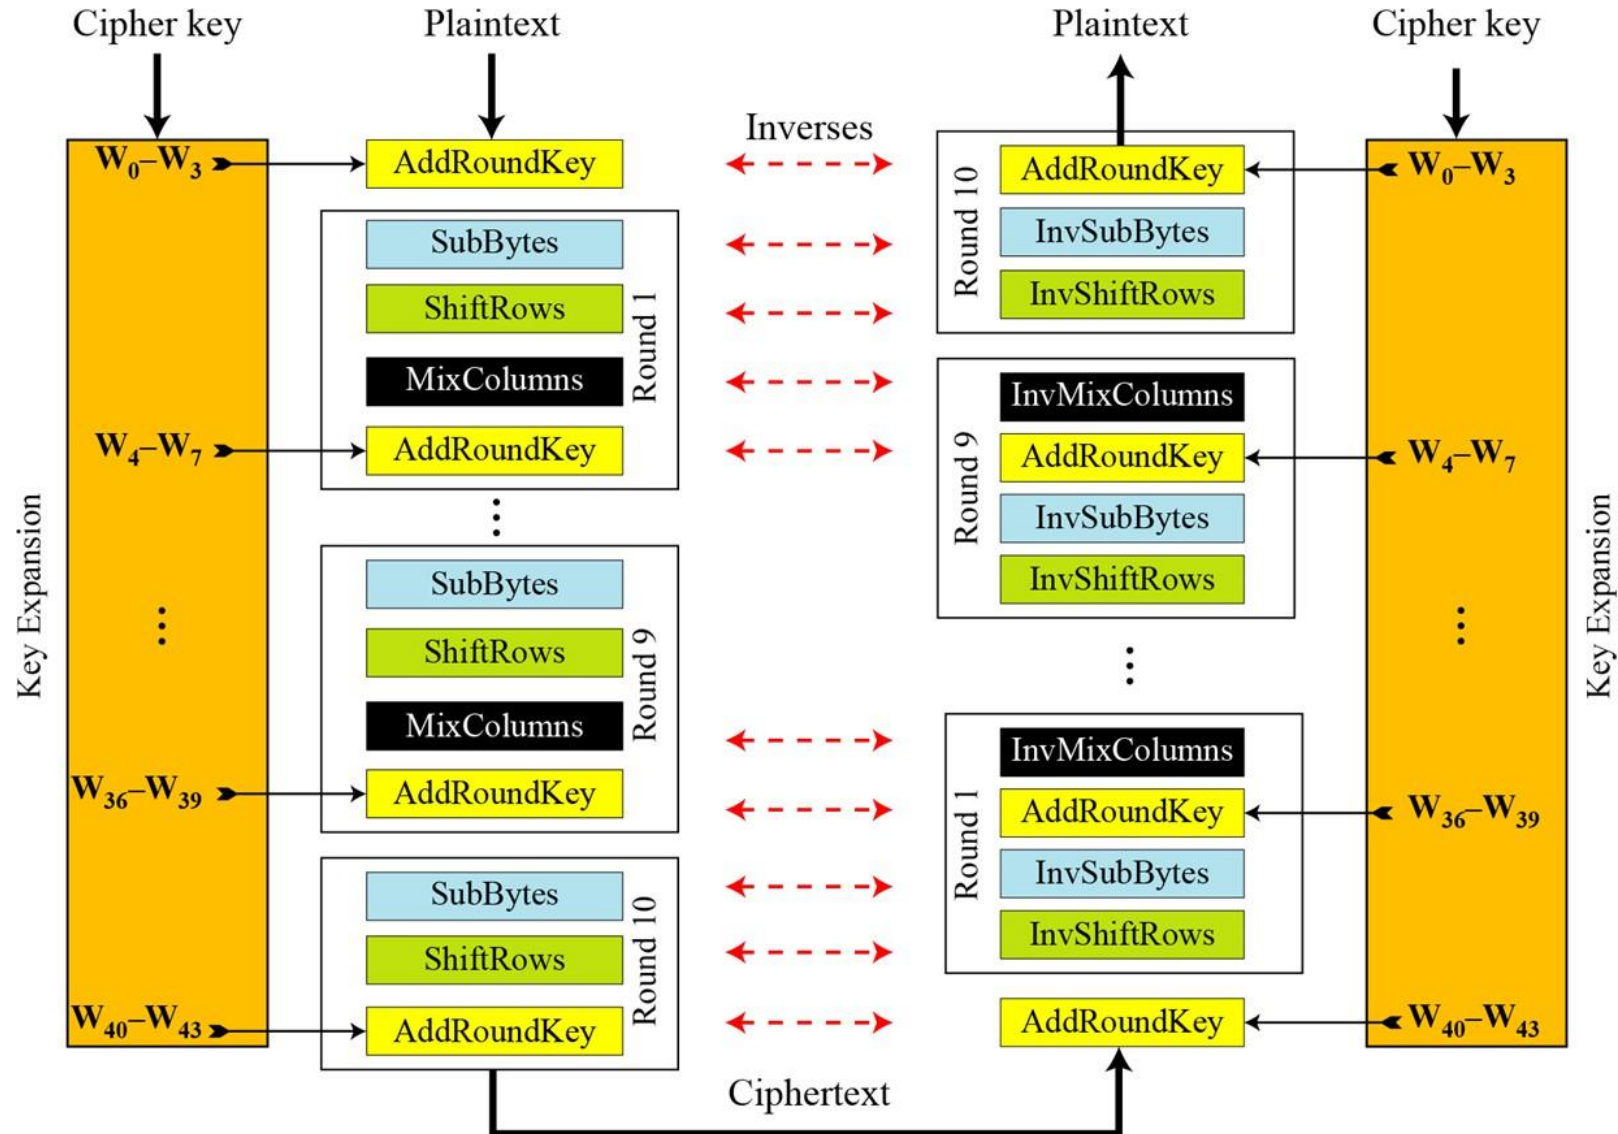 Cipher key
Plaintext
Plaintext
Cipher key
Inverses
W0–W3
AddRoundKey
AddRoundKey
W0–W3
SubBytes
ShiftRows
MixColumns
AddRoundKey
Round 1
W4–W7
Round 10
InvSubBytes
InvShiftRows
InvMixColumns
AddRoundKey
InvSubBytes
InvShiftRows
Round 9
W4–W7
Key Expansion
⋮
⋮
SubBytes
ShiftRows
MixColumns
AddRoundKey
Round 9
W36–W39
⋮
⋮
Key Expansion
InvMixColumns
AddRoundKey
InvSubBytes
InvShiftRows
Round 1
W36–W39
SubBytes
ShiftRows
AddRoundKey
Round 10
W40–W43
AddRoundKey
W40–W43
Ciphertext